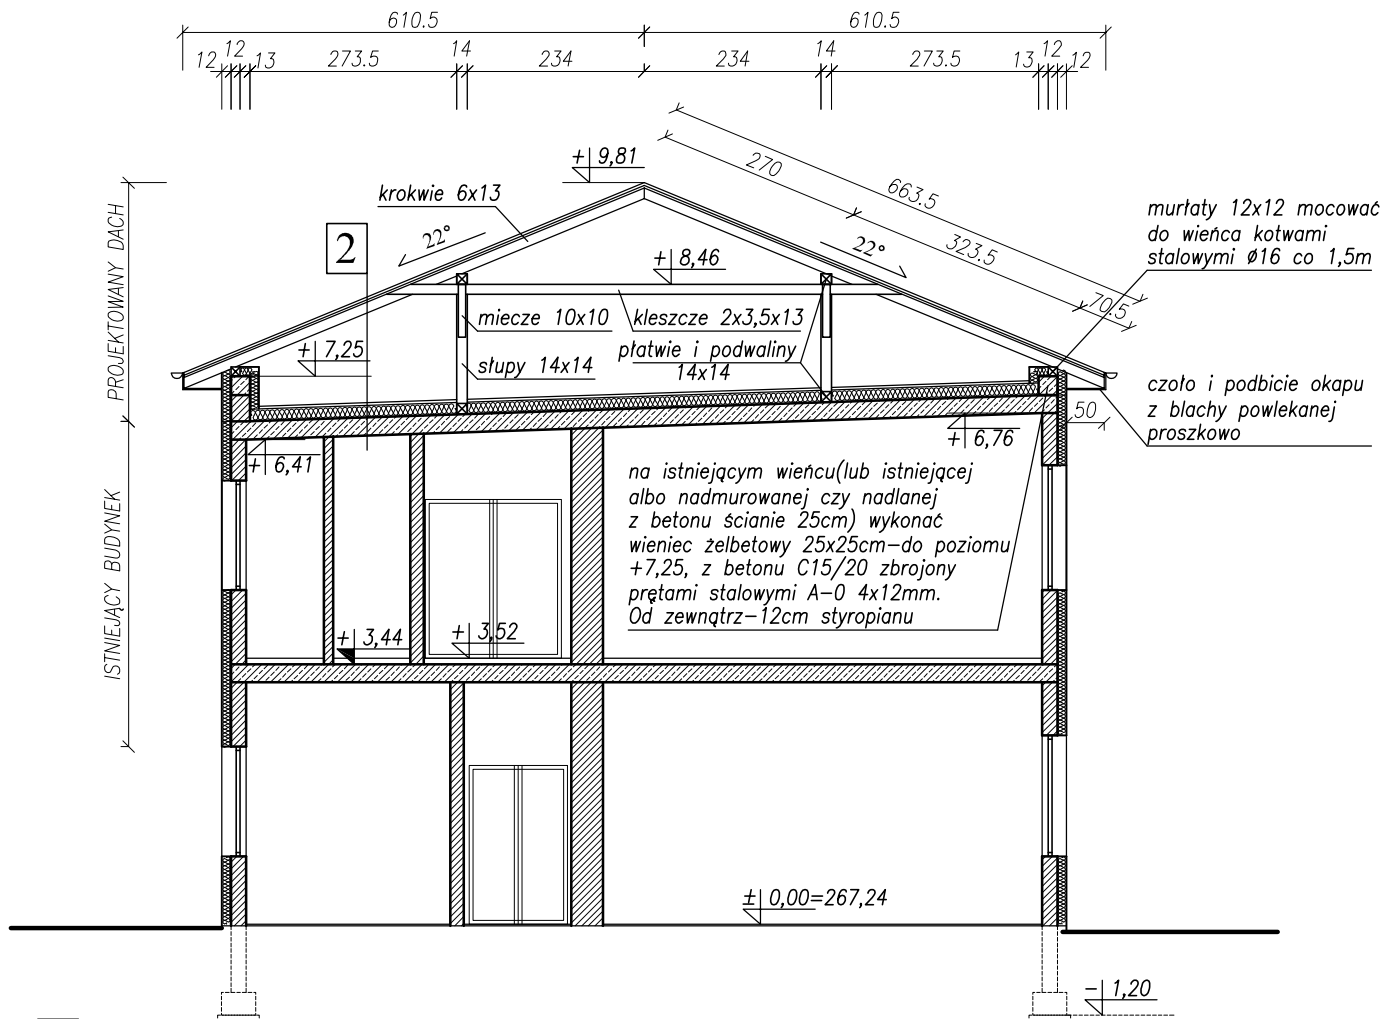 610.5 610.5
12 12 13 273.5 14 234 234 14 273.5 13 12 12
+ 9,81
270
663.5
323.5
70.5
krokwie 6x13
murłaty 12x12 mocować
do wieńca kotwami
stalowymi ø16 co 1,5m
2
22°
22°
+ 8,46
PROJEKTOWANY DACH
miecze 10x10
kleszcze 2x3,5x13
+ 7,25
słupy 14x14
płatwie i podwaliny
14x14
czoło i podbicie okapu
z blachy powlekanej
proszkowo
50
+ 6,41
+ 6,76
ISTNIEJĄCY BUDYNEK
na istniejącym wieńcu(lub istniejącej
albo nadmurowanej czy nadlanej
z betonu ścianie 25cm) wykonać
wieniec żelbetowy 25x25cm-do poziomu
+7,25, z betonu C15/20 zbrojony
prętami stalowymi A-0 4x12mm.
Od zewnątrz-12cm styropianu
+ 3,44
+ 3,52
± 0,00=267,24
- 1,20